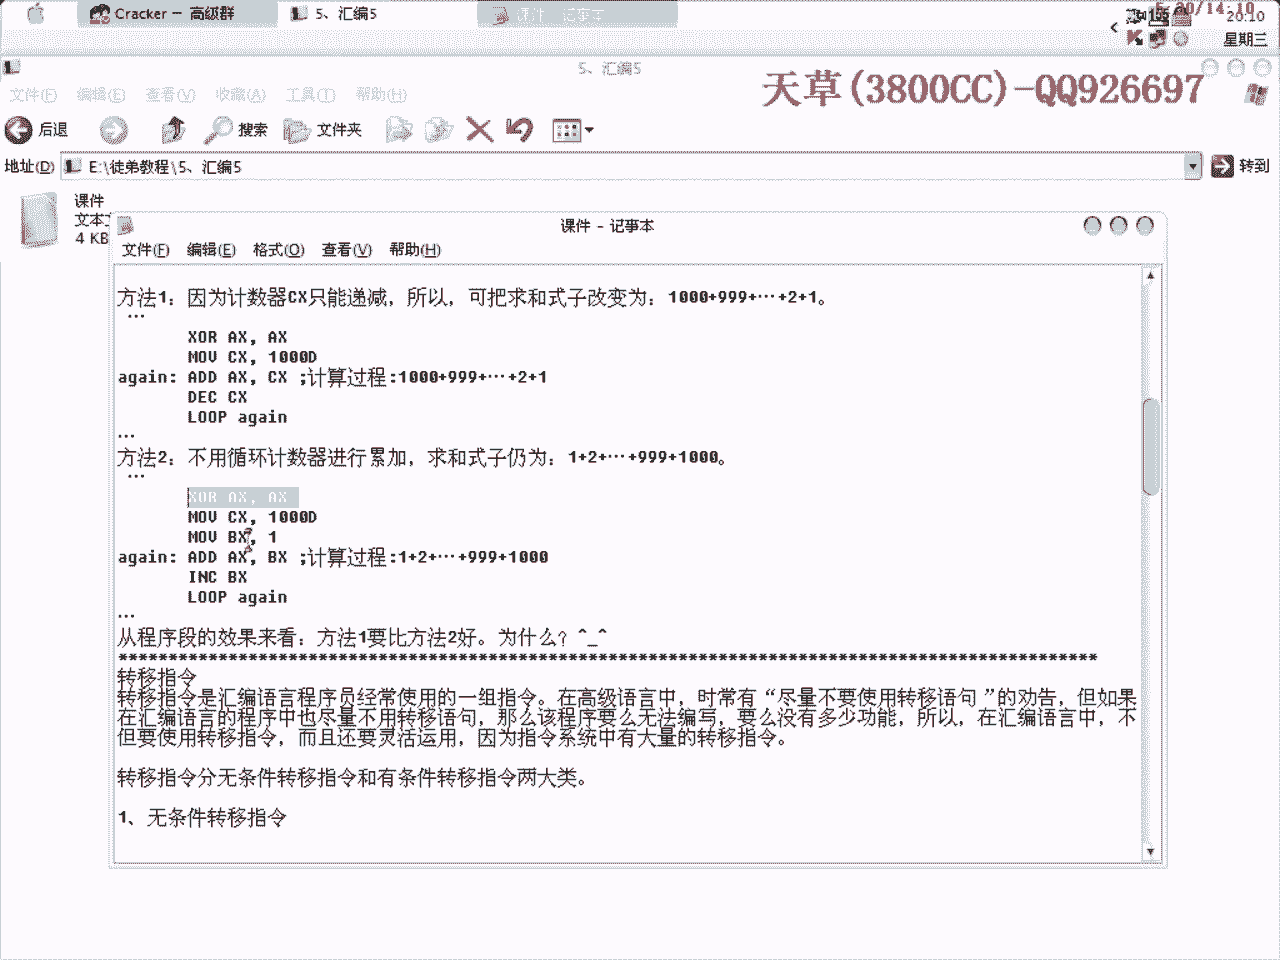 Cracker — 高级群
5、汇编5
课件 - 记事本
5 20/14:10
155
20:10
星期三
5、汇编5
天草(3800CC)-QQ926697
文件(F) 编辑(E) 查看(V) 收藏(A) 工具(T) 帮助(H)
后退
搜索
文件夹
地址(D) E:\徒弟教程\5、汇编5
转到
课件
文本
4 KB
课件 - 记事本
文件(F) 编辑(E) 格式(O) 查看(V) 帮助(H)
方法1：因为计数器CX只能递减，所以，可把求和式子改变为：1000+999+…+2+1。
…
XOR AX, AX
MOV CX, 1000D
again: ADD AX, CX ;计算过程:1000+999+…+2+1
DEC CX
LOOP again
…
方法2：不用循环计数器进行累加，求和式子仍为：1+2+…+999+1000。
…
XOR AX, AX
MOV CX, 1000D
MOV BX, 1
again: ADD AX, BX ;计算过程:1+2+…+999+1000
INC BX
LOOP again
…
从程序段的效果来看：方法1要比方法2好。为什么？^_^
**************************************************************************************************
转移指令
转移指令是汇编语言程序员经常使用的一组指令。在高级语言中，时常有“尽量不要使用转移语句 ”的劝告，但如果
在汇编语言的程序中也尽量不用转移语句，那么该程序要么无法编写，要么没有多少功能，所以，在汇编语言中，不
但要使用转移指令，而且还要灵活运用，因为指令系统中有大量的转移指令。
转移指令分无条件转移指令和有条件转移指令两大类。
1、无条件转移指令